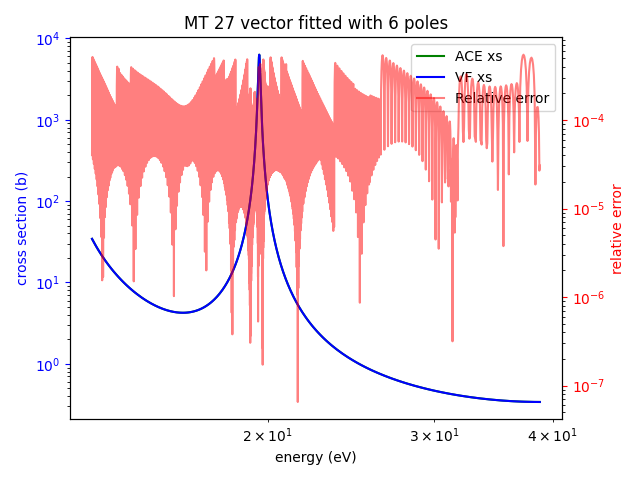 MT 27 vector fitted with 6 poles
ACE xs
VF xs
Relative error
cross section (b)
10^4
10^3
10^2
10^1
10^0
10^-4
10^-5
10^-6
10^-7
relative error
2 × 10^1
3 × 10^1
4 × 10^1
energy (eV)